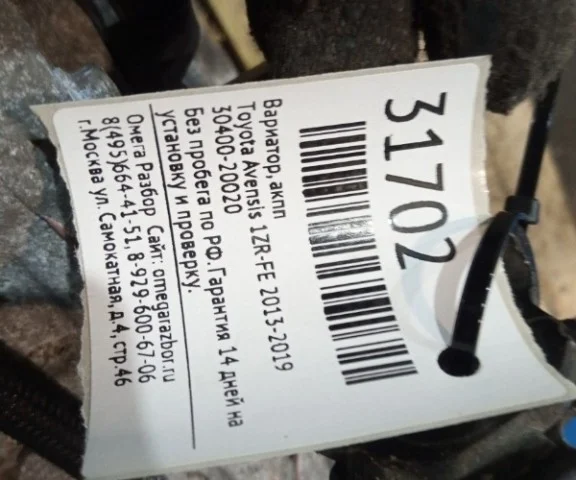 31702
Вариатор,акпп
Toyota Avensis 1ZR-FE 2013-2019
30400-20020
Без пробега по РФ.Гарантия 14 дней на
установку и проверку.
Омега Разбор Сайт: omegarazbor.ru
8(495)664-41-51,8-929-600-67-06
г.Москва ул. Самокатная,д.4,стр.46